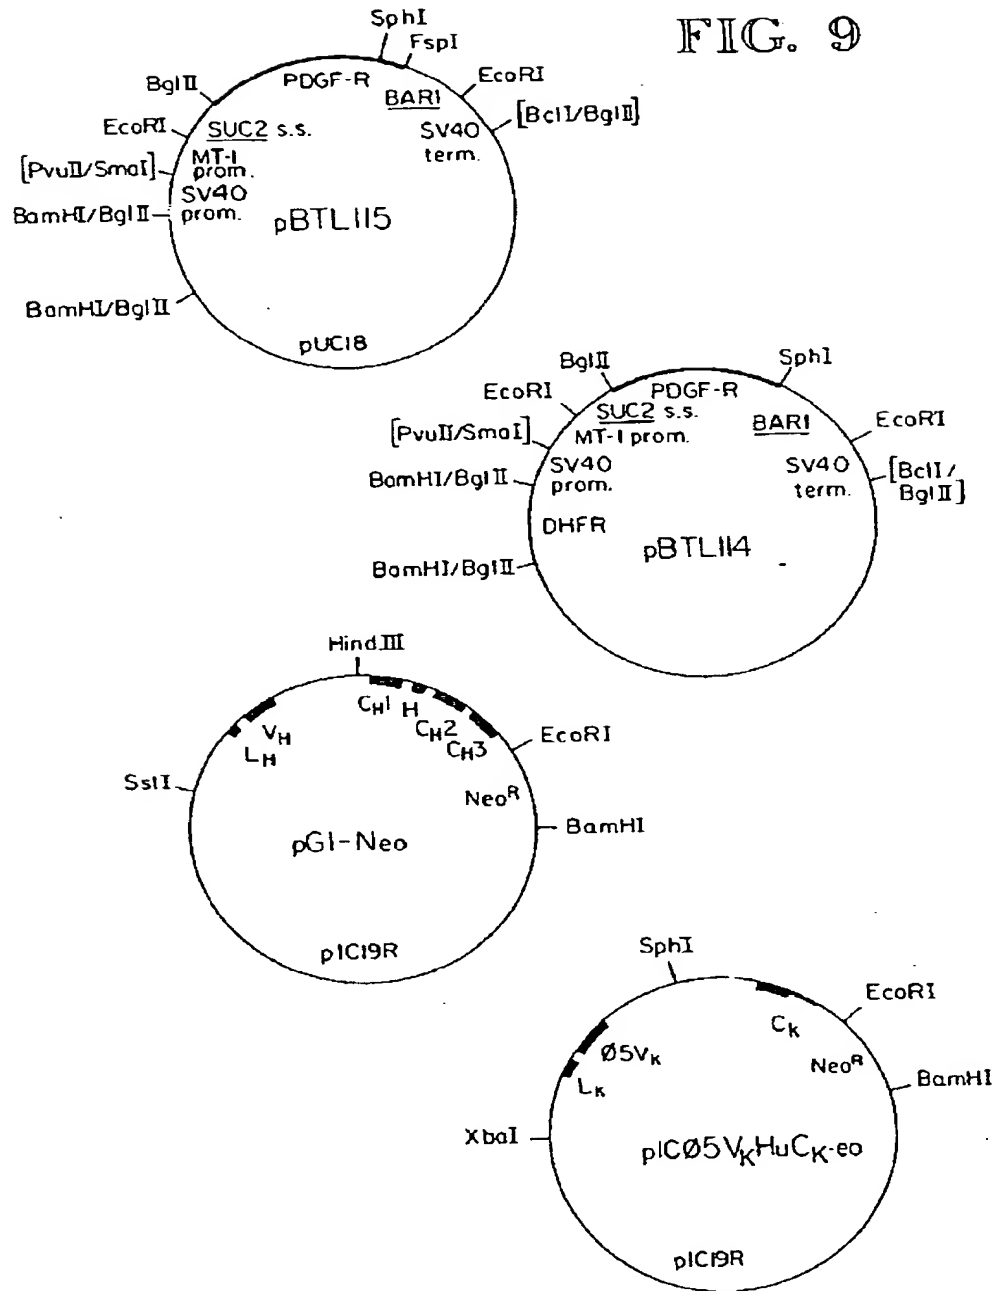 FIG. 9
SphI
FspI
EcoRI
[BclI/BglII]
BglII
EcoRI
[PvuII/SmaI]
BamHI/BglII
BamHI/BglII
PDGF-R
BAR1
SUC2 s.s.
MT-1
prom.
SV40
prom.
SV40
term.
pBTL115
pUC18
BglII
SphI
EcoRI
[PvuII/SmaI]
BamHI/BglII
BamHI/BglII
EcoRI
[BclI/
BglII]
PDGF-R
SUC2 s.s.
MT-1 prom.
BAR1
SV40
prom.
SV40
term.
DHFR
pBTL114
Hind III
CH1
H
CH2
CH3
VH
LH
EcoRI
SstI
NeoR
BamHI
pG1-Neo
pIC19R
SphI
EcoRI
CK
Ø5VK
LK
NeoR
BamHI
XbaI
pICØ5VKHuCK-eo
pIC19R